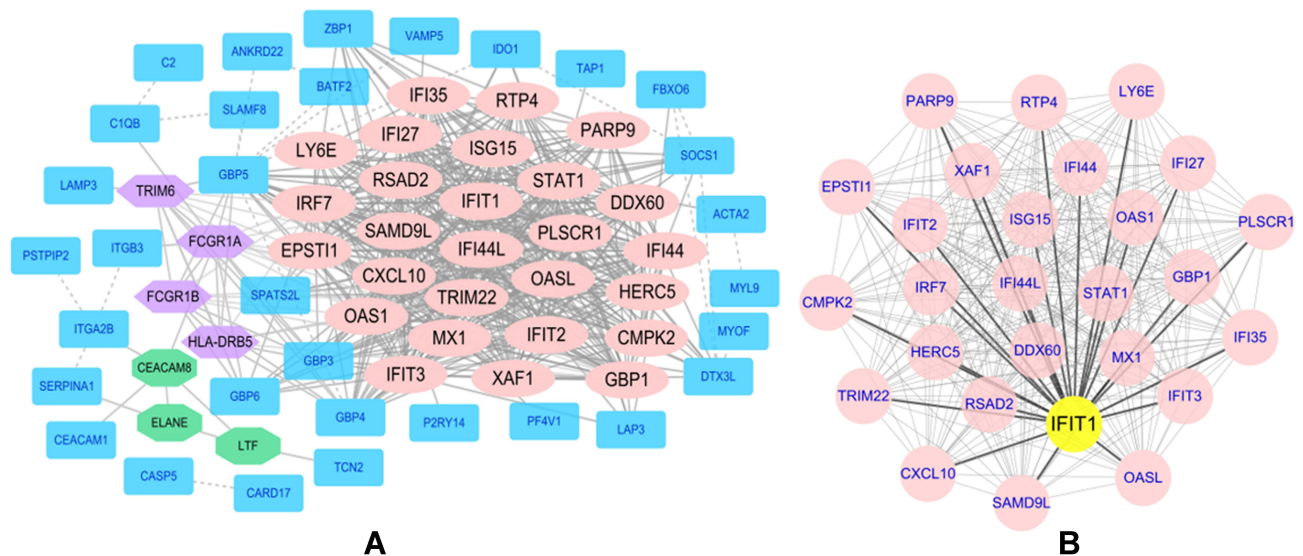 ZBP1
VAMP5
ANKRD22
IDO1
C2
TAP1
BATF2
FBXO6
IFI35
RTP4
SLAMF8
C1QB
IFI27
PARP9
LY6E
ISG15
SOCS1
GBP5
RSAD2
STAT1
LAMP3
TRIM6
IRF7
IFIT1
DDX60
ACTA2
SAMD9L
PLSCR1
FCGR1A
ITGB3
EPSTI1
IFI44L
IFI44
PSTPIP2
CXCL10
OASL
MYL9
FCGR1B
SPATS2L
TRIM22
HERC5
OAS1
ITGA2B
MYOF
HLA-DRB5
MX1
IFIT2
CMPK2
GBP3
CEACAM8
IFIT3
XAF1
GBP1
DTX3L
SERPINA1
GBP6
GBP4
P2RY14
PF4V1
LAP3
ELANE
CEACAM1
LTF
TCN2
CASP5
CARD17
A
PARP9
RTP4
LY6E
XAF1
IFI44
IFI27
EPSTI1
IFIT2
ISG15
OAS1
PLSCR1
CMPK2
IRF7
IFI44L
STAT1
GBP1
HERC5
DDX60
MX1
IFI35
TRIM22
RSAD2
IFIT3
IFIT1
CXCL10
SAMD9L
OASL
B